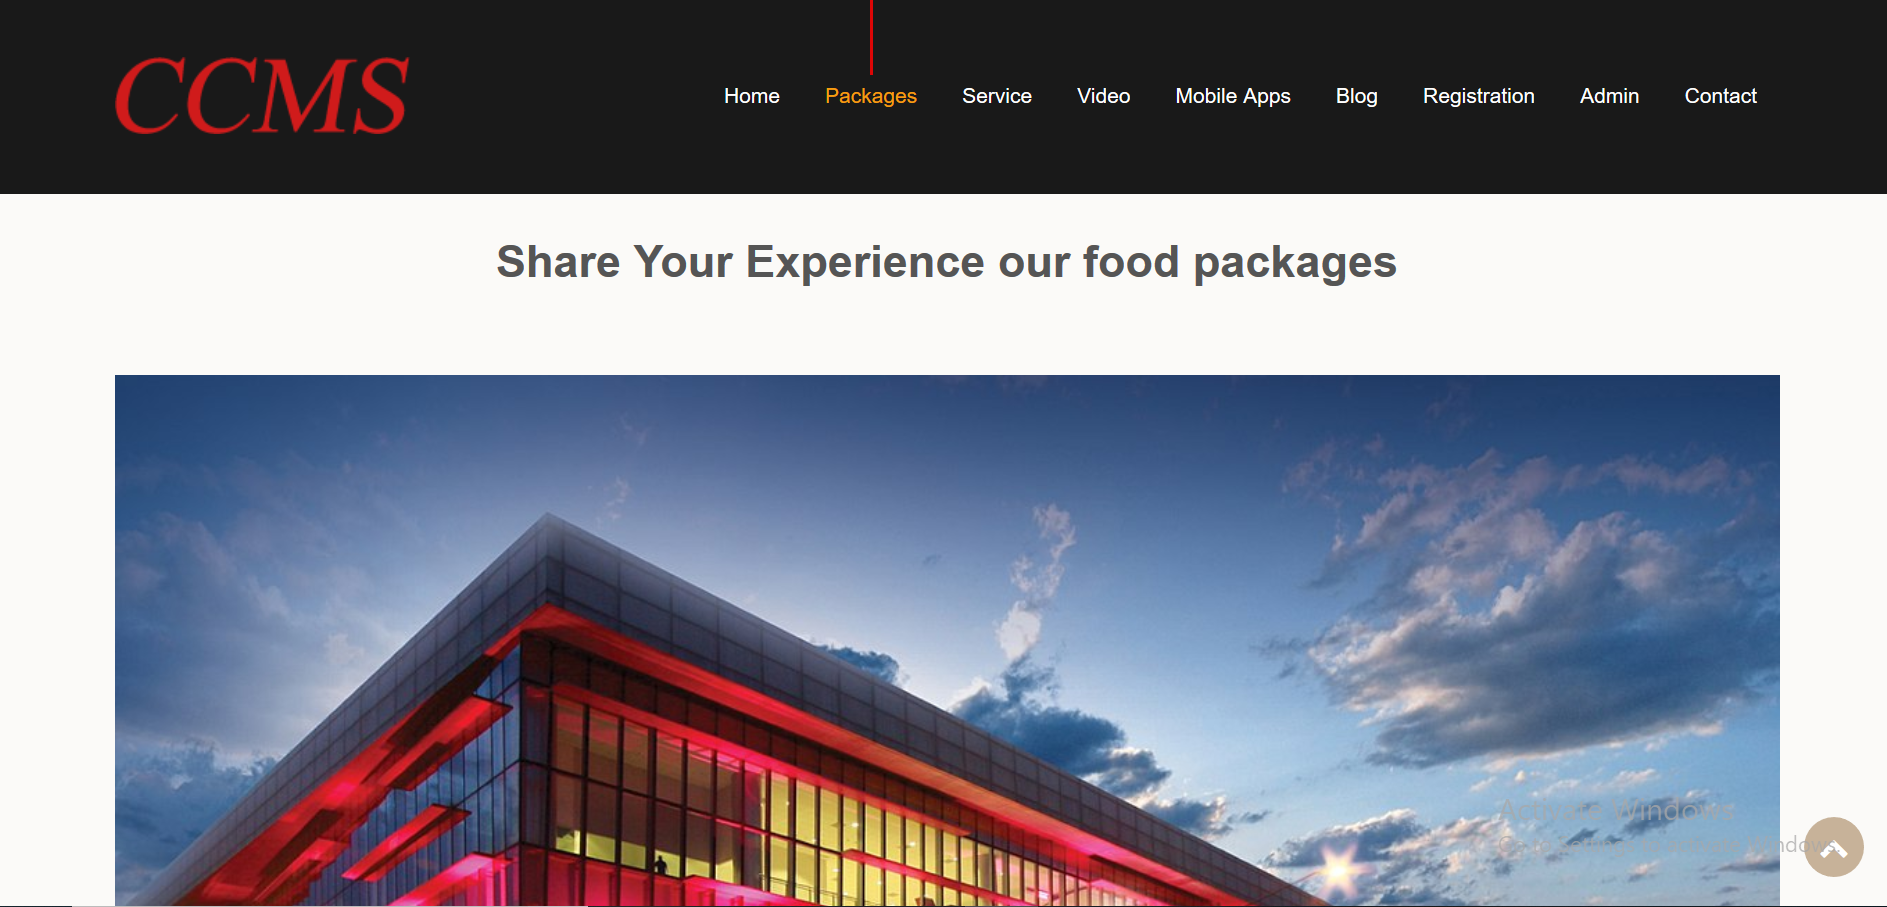 CCMS
Home Packages Service Video Mobile Apps Blog Registration Admin Contact
Share Your Experience our food packages
Activate Windows
Go to Settings to activate Windows.